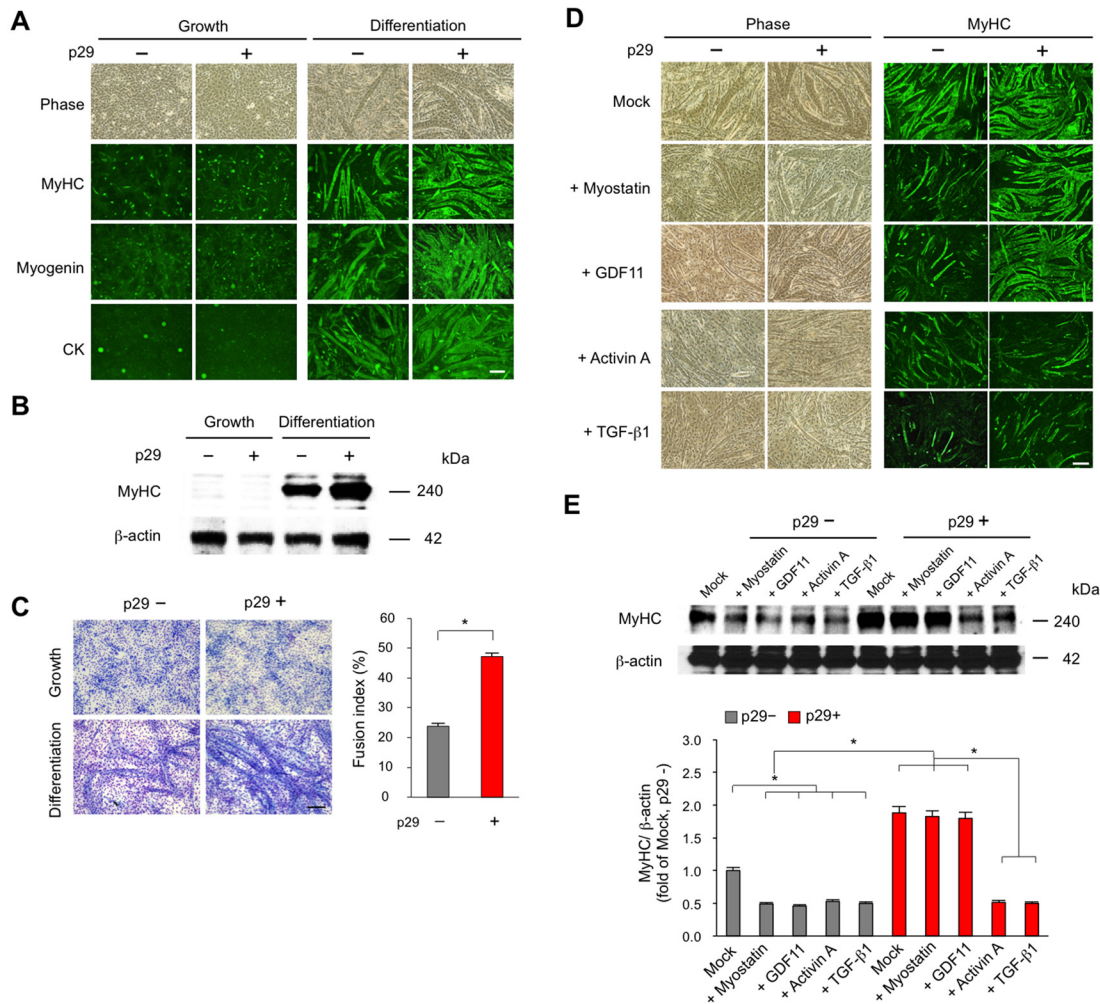 A
Growth Differentiation
p29 − + − +
Phase
MyHC
Myogenin
CK
B
Growth Differentiation
p29 − + − + kDa
MyHC 240
β-actin 42
C
p29 − p29 +
Growth
Differentiation
*
Fusion index (%)
60
50
40
30
20
10
0
p29 − +
D
Phase MyHC
p29 − + − +
Mock
+ Myostatin
+ GDF11
+ Activin A
+ TGF-β1
E
p29 − p29 +
Mock + Myostatin + GDF11 + Activin A + TGF-β1 Mock + Myostatin + GDF11 + Activin A + TGF-β1 kDa
MyHC 240
β-actin 42
p29− p29+
MyHC/ β-actin
(fold of Mock, p29 -)
3.0
2.5
2.0
1.5
1.0
0.5
0.0
* * *
Mock + Myostatin + GDF11 + Activin A + TGF-β1 Mock + Myostatin + GDF11 + Activin A + TGF-β1